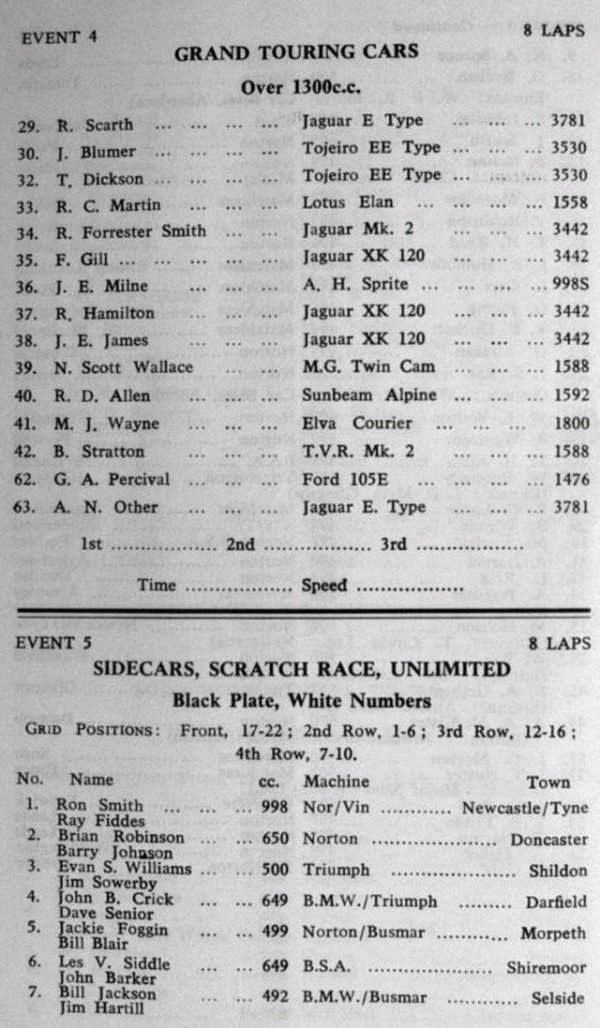 EVENT 4 8 LAPS
GRAND TOURING CARS
Over 1300c.c.
29. R. Scarth ... ... ... ... Jaguar E Type ... ... ... 3781
30. J. Blumer ... ... ... ... Tojeiro EE Type ... ... ... 3530
32. T. Dickson ... ... ... ... Tojeiro EE Type ... ... ... 3530
33. R. C. Martin ... ... ... Lotus Elan ... ... ... ... 1558
34. R. Forrester Smith ... ... Jaguar Mk. 2 ... ... ... 3442
35. F. Gill ... ... ... ... ... Jaguar XK 120 ... ... ... 3442
36. J. E. Milne ... ... ... A. H. Sprite ... ... ... ...998S
37. R. Hamilton ... ... ... Jaguar XK 120 ... ... ... 3442
38. J. E. James ... ... ... Jaguar XK 120 ... ... ... 3442
39. N. Scott Wallace ... ... M.G. Twin Cam ... ... ... 1588
40. R. D. Allen ... ... ... Sunbeam Alpine ... ... ... 1592
41. M. J. Wayne ... ... ... Elva Courier ... ... ... 1800
42. B. Stratton ... ... ... T.V.R. Mk. 2 ... ... ... 1588
62. G. A. Percival ... ... ... Ford 105E ... ... ... ... 1476
63. A. N. Other ... ... ... Jaguar E. Type ... ... ... 3781
1st .................. 2nd .................. 3rd ..................
Time .................. Speed ..................
EVENT 5 8 LAPS
SIDECARS, SCRATCH RACE, UNLIMITED
Black Plate, White Numbers
GRID POSITIONS: Front, 17-22 ; 2nd Row, 1-6 ; 3rd Row, 12-16 ;
4th Row, 7-10.
No. Name cc. Machine Town
1. Ron Smith ... ... ... 998 Nor/Vin ............ Newcastle/Tyne
Ray Fiddes
2. Brian Robinson ... ... 650 Norton ..................... Doncaster
Barry Johnson
3. Evan S. Williams ... ... 500 Triumph ..................... Shildon
Jim Sowerby
4. John B. Crick ... ... 649 B.M.W./Triumph ......... Darfield
Dave Senior
5. Jackie Foggin ... ... 499 Norton/Busmar ............ Morpeth
Bill Blair
6. Les V. Siddle ... ... 649 B.S.A. ..................... Shiremoor
John Barker
7. Bill Jackson ... ... 492 B.M.W./Busmar ............ Selside
Jim Hartill